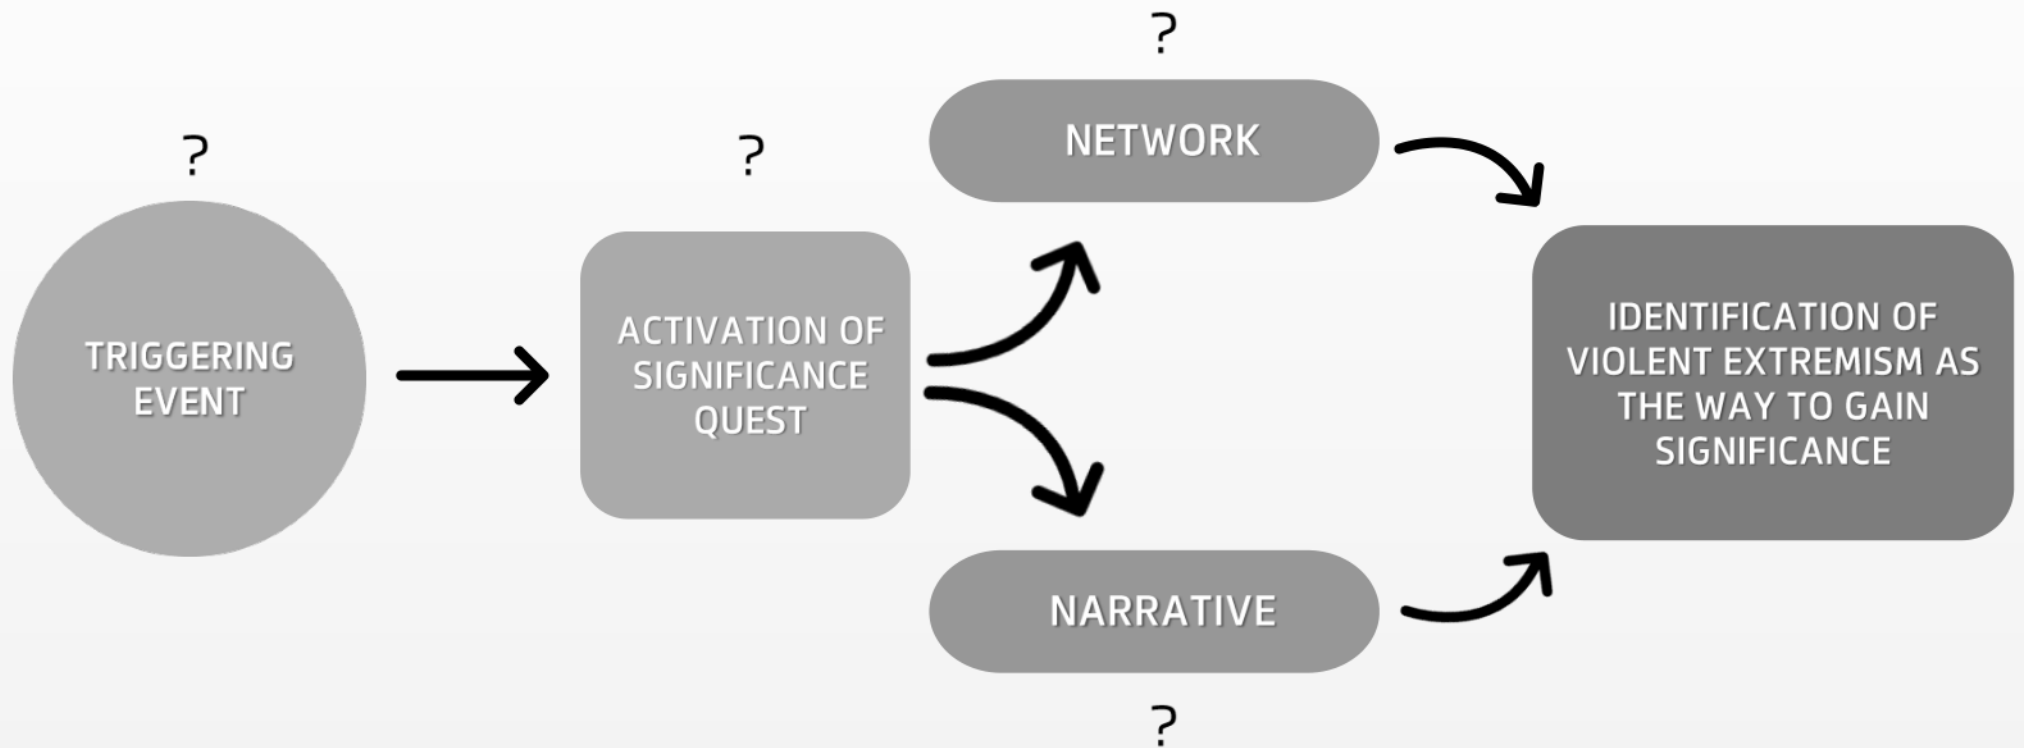 ?
TRIGGERING
EVENT
?
ACTIVATION OF
SIGNIFICANCE
QUEST
?
NETWORK
NARRATIVE
?
IDENTIFICATION OF
VIOLENT EXTREMISM AS
THE WAY TO GAIN
SIGNIFICANCE